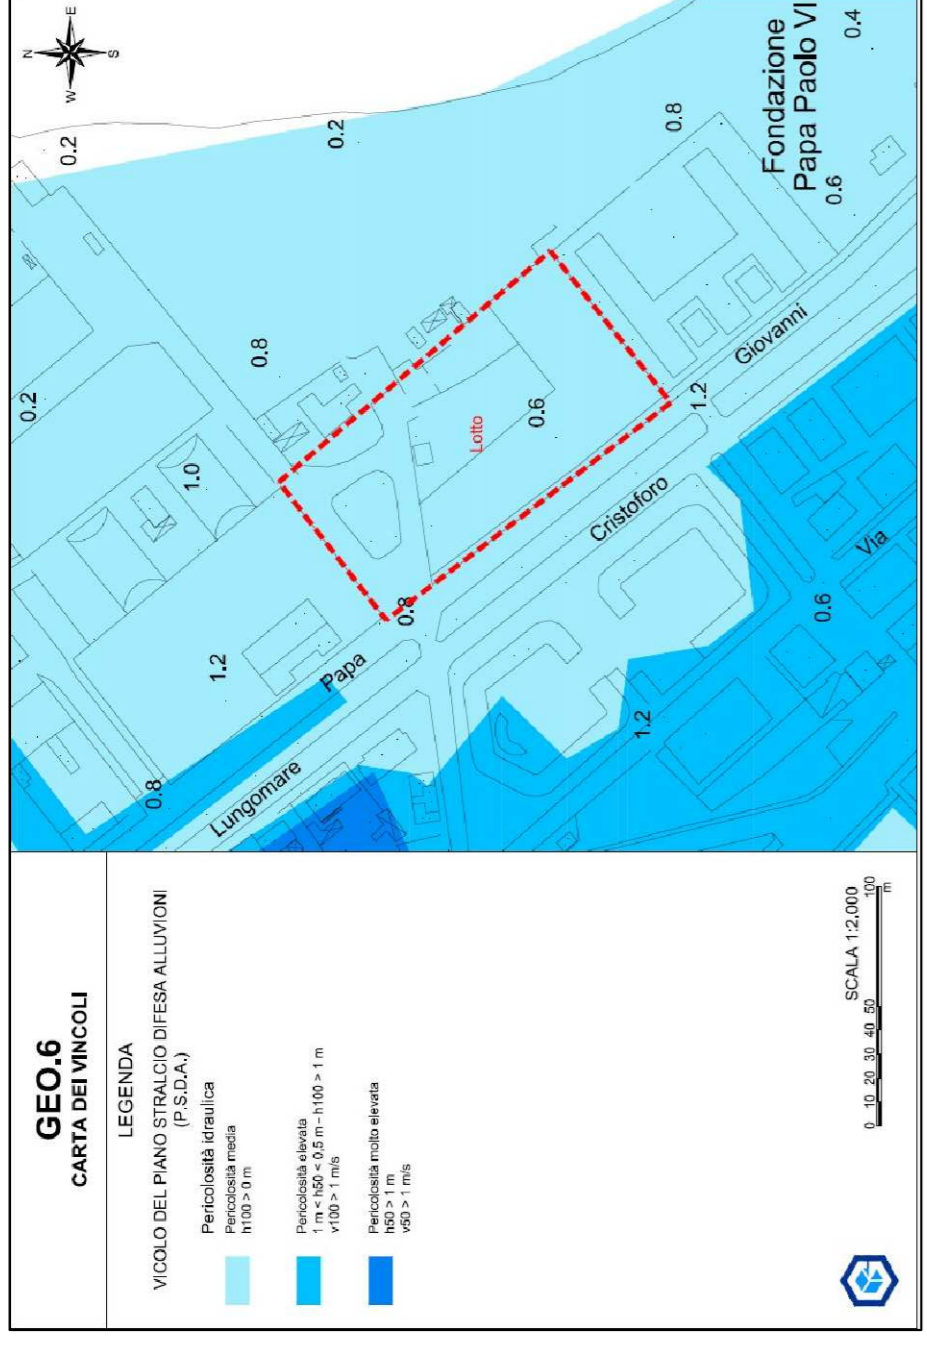 GEO.6
CARTA DEI VINCOLI
LEGENDA
VICOLO DEL PIANO STRALCIO DIFESA ALLUVIONI
(P.S.D.A.)
Pericolosità idraulica
Pericolosità media
h100 > 0 m
Pericolosità elevata
1 m < h50 < 0,5 m – h100 > 1 m
v100 > 1 m/s
Pericolosità molto elevata
h50 > 1 m
v50 > 1 m/s
SCALA 1:2,000
0 10 20 30 40 50 100
m
N
E
S
W
0.2
0.2
0.2
0.8
1.0
1.2
0.8
Lungomare
Papa
0.8
Lotto
0.6
Cristoforo
1.2
Giovanni
0.8
Fondazione
Papa Paolo VI
0.6
0.4
1.2
0.6
Via